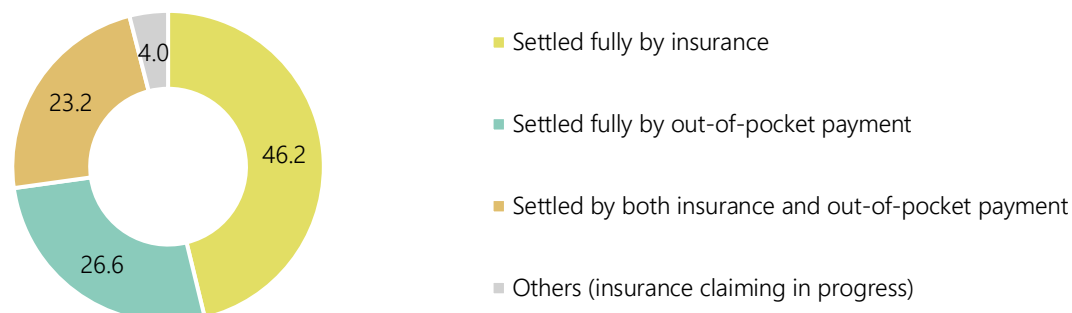 4.0
23.2
46.2
26.6
Settled fully by insurance
Settled fully by out-of-pocket payment
Settled by both insurance and out-of-pocket payment
Others (insurance claiming in progress)